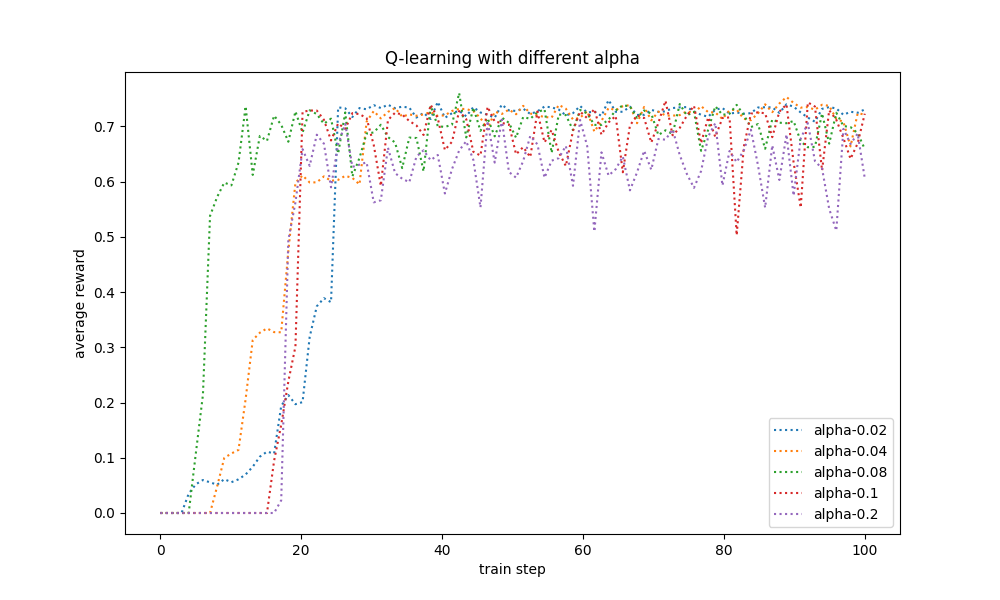 Q-learning with different alpha
average reward
0.7
0.6
0.5
0.4
0.3
0.2
0.1
0.0
0 20 40 60 80 100
train step
alpha-0.02
alpha-0.04
alpha-0.08
alpha-0.1
alpha-0.2